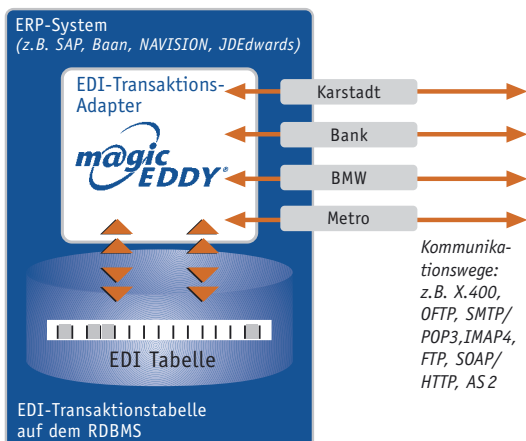 ERP-System
(z.B. SAP, Baan, NAVISION, JDEdwards)
EDI-Transaktions-
Adapter
m@gic
EDDY®
Karstadt
Bank
BMW
Metro
Kommunika-
tionswege:
z.B. X.400,
OFTP, SMTP/
POP3,IMAP4,
FTP, SOAP/
HTTP, AS2
EDI Tabelle
EDI-Transaktionstabelle
auf dem RDBMS